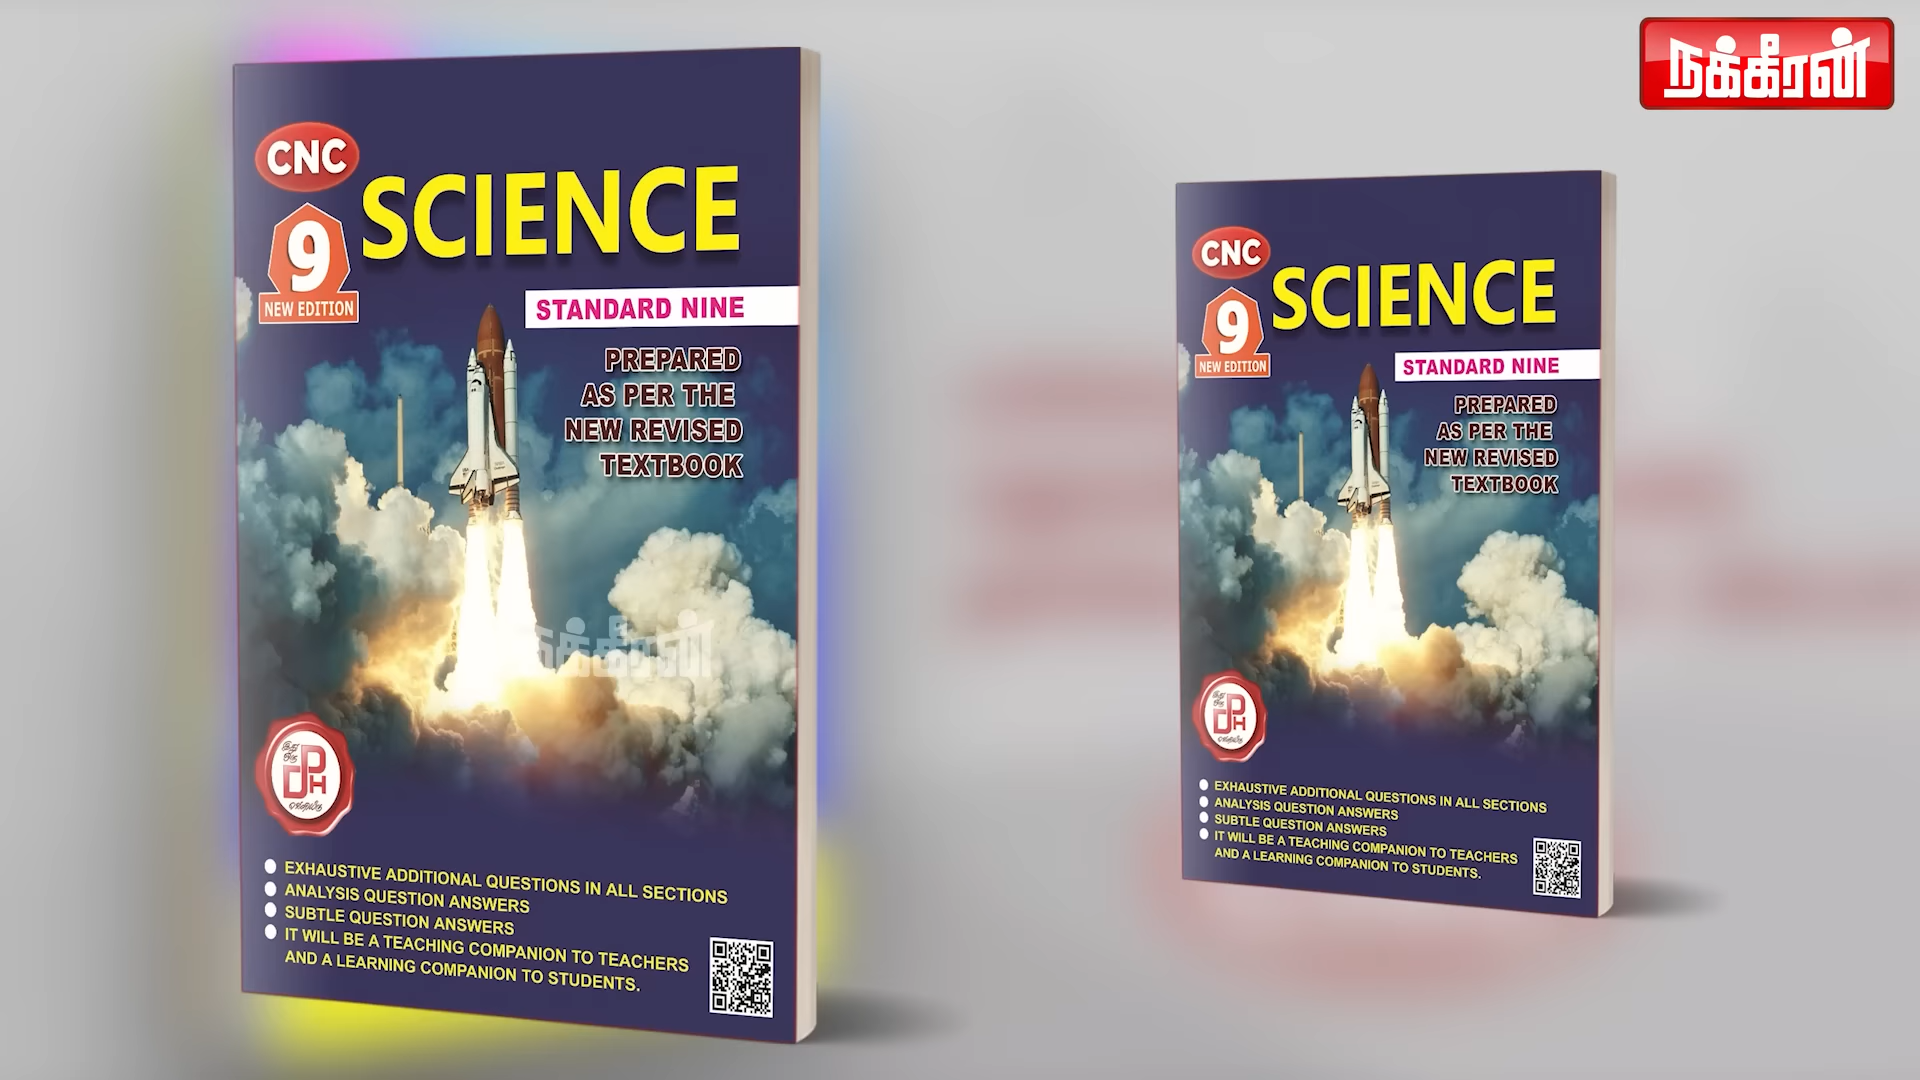 நக்கீரன்
CNC
SCIENCE
9
NEW EDITION
STANDARD NINE
PREPARED
AS PER THE
NEW REVISED
TEXTBOOK
நக்கீரன்
DPH
EXHAUSTIVE ADDITIONAL QUESTIONS IN ALL SECTIONS
ANALYSIS QUESTION ANSWERS
SUBTLE QUESTION ANSWERS
IT WILL BE A TEACHING COMPANION TO TEACHERS
AND A LEARNING COMPANION TO STUDENTS.
CNC
SCIENCE
9
NEW EDITION
STANDARD NINE
PREPARED
AS PER THE
NEW REVISED
TEXTBOOK
DPH
EXHAUSTIVE ADDITIONAL QUESTIONS IN ALL SECTIONS
ANALYSIS QUESTION ANSWERS
SUBTLE QUESTION ANSWERS
IT WILL BE A TEACHING COMPANION TO TEACHERS
AND A LEARNING COMPANION TO STUDENTS.